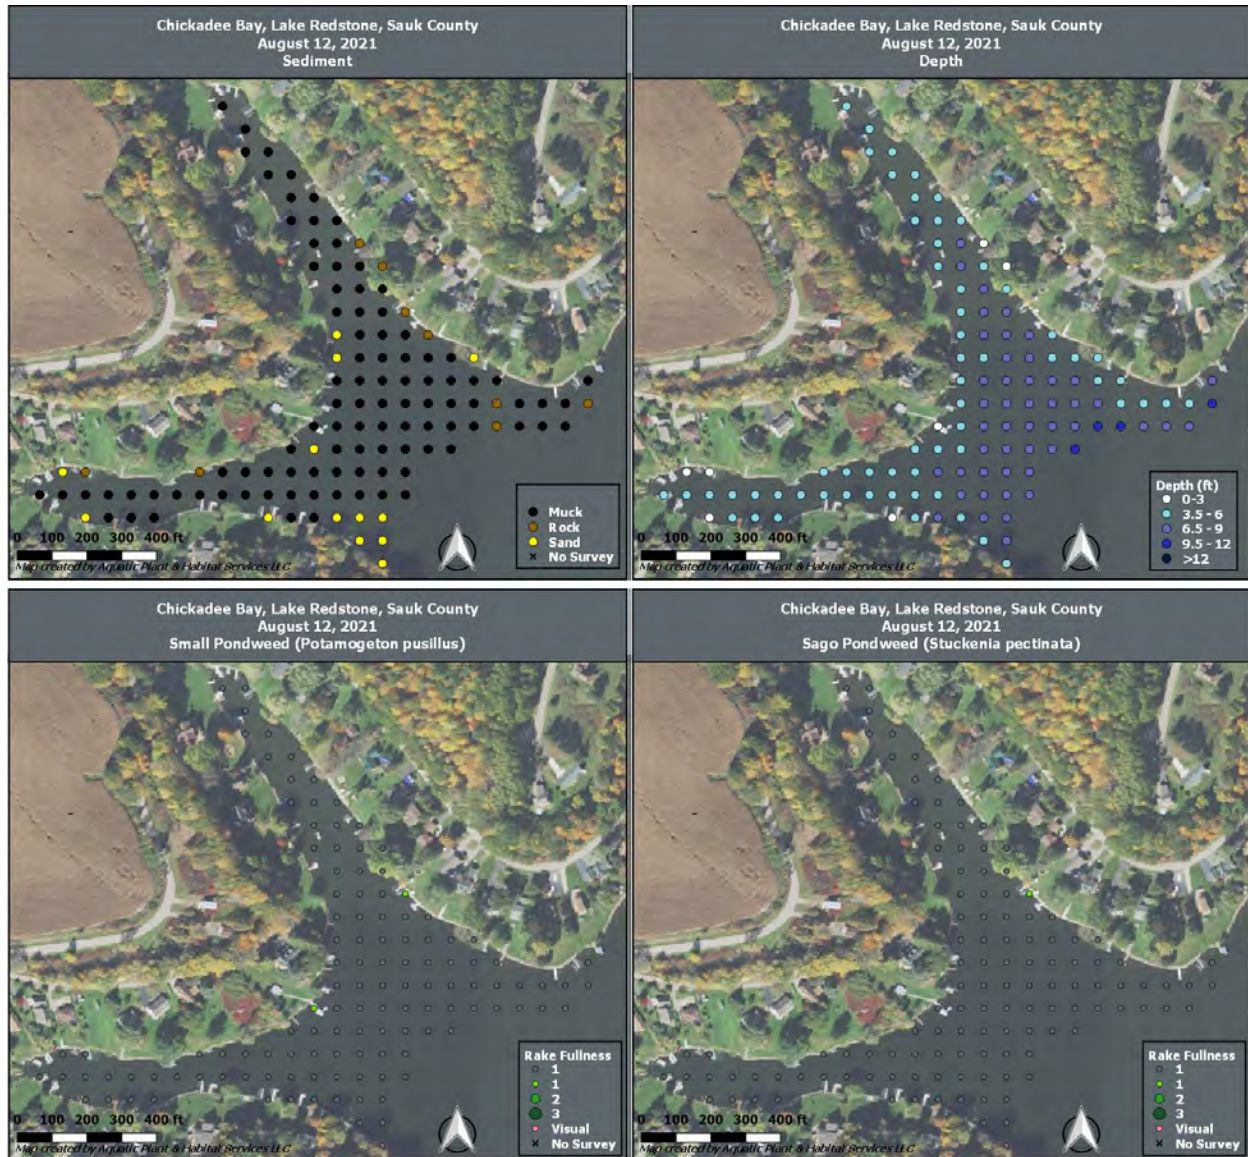 Chickadee Bay, Lake Redstone, Sauk County
August 12, 2021
Sediment
Muck
Rock
Sand
No Survey
0 100 200 300 400 ft
Map created by Aquatic Plant & Habitat Services LLC
Chickadee Bay, Lake Redstone, Sauk County
August 12, 2021
Depth
Depth (ft)
0-3
3.5 - 6
6.5 - 9
9.5 - 12
>12
0 100 200 300 400 ft
Map created by Aquatic Plant & Habitat Services LLC
Chickadee Bay, Lake Redstone, Sauk County
August 12, 2021
Small Pondweed (Potamogeton pusillus)
Rake Fullness
1
1
2
3
Visual
No Survey
0 100 200 300 400 ft
Map created by Aquatic Plant & Habitat Services LLC
Chickadee Bay, Lake Redstone, Sauk County
August 12, 2021
Sago Pondweed (Stuckenia pectinata)
Rake Fullness
1
1
2
3
Visual
No Survey
0 100 200 300 400 ft
Map created by Aquatic Plant & Habitat Services LLC